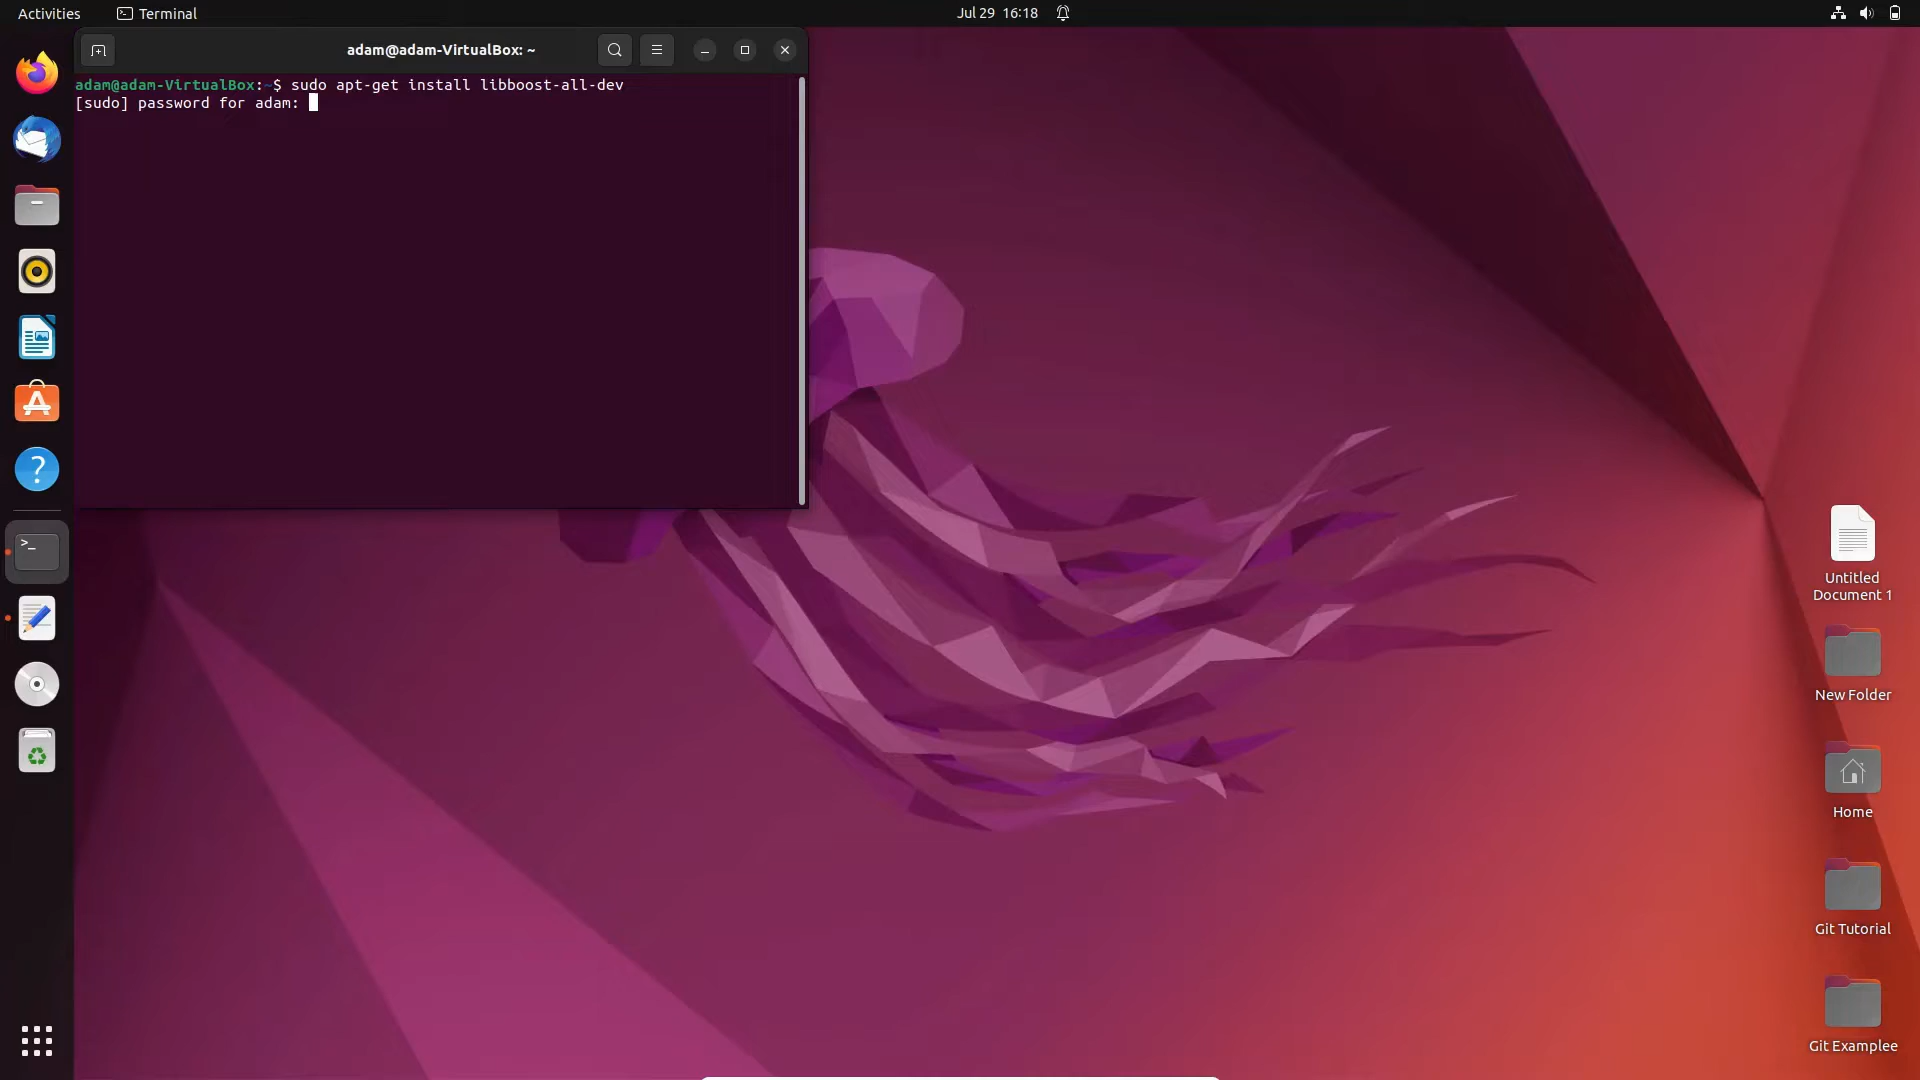 Activities
Terminal
Jul 29 16:18
adam@adam-VirtualBox: ~
adam@adam-VirtualBox:~$ sudo apt-get install libboost-all-dev
[sudo] password for adam:
Untitled
Document 1
New Folder
Home
Git Tutorial
Git Examplee